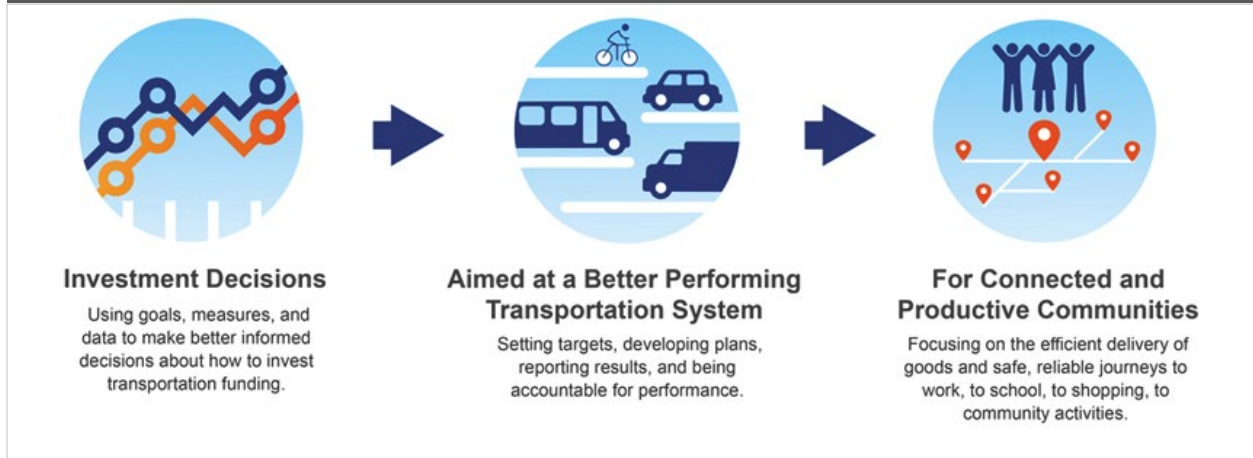 Investment Decisions
Using goals, measures, and
data to make better informed
decisions about how to invest
transportation funding.
Aimed at a Better Performing
Transportation System
Setting targets, developing plans,
reporting results, and being
accountable for performance.
For Connected and
Productive Communities
Focusing on the efficient delivery of
goods and safe, reliable journeys to
work, to school, to shopping, to
community activities.